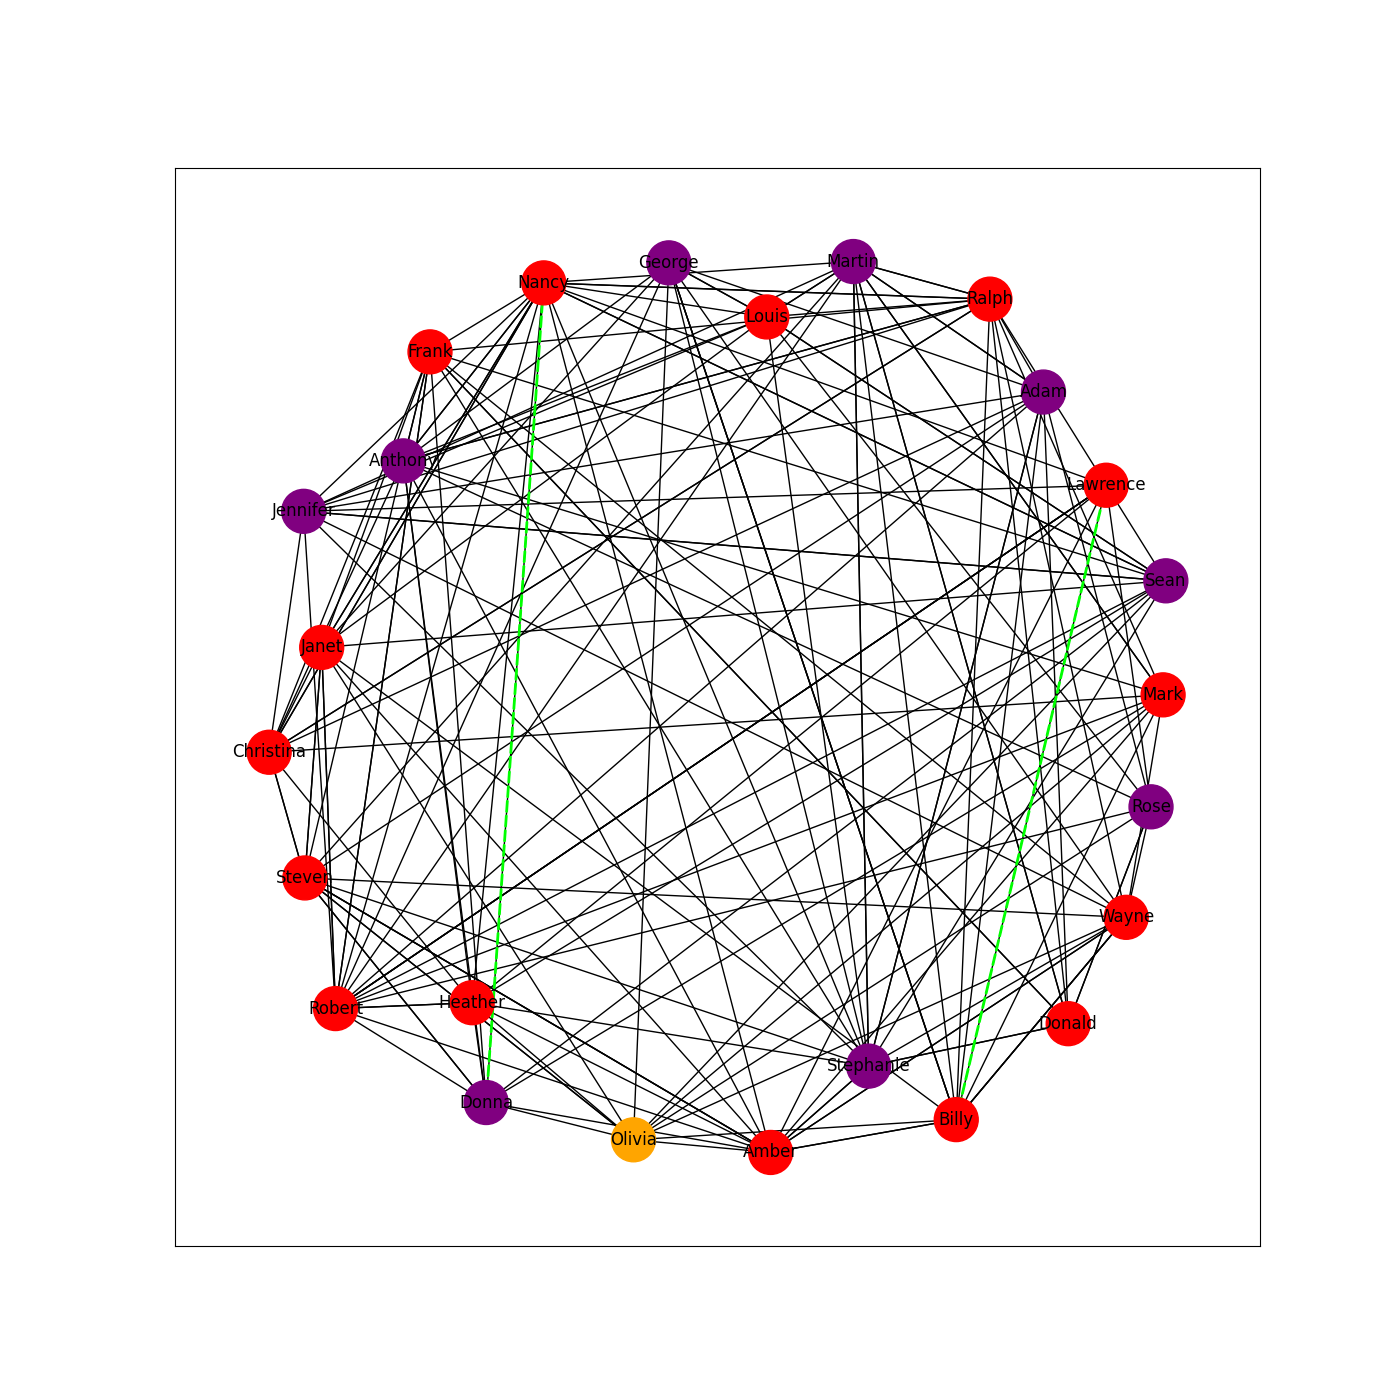 George
Martin
Nancy
Ralph
Louis
Frank
Adam
Anthony
Lawrence
Jennifer
Sean
Janet
Mark
Christina
Rose
Steven
Wayne
Heather
Robert
Donald
Stephanie
Donna
Billy
Olivia
Amber